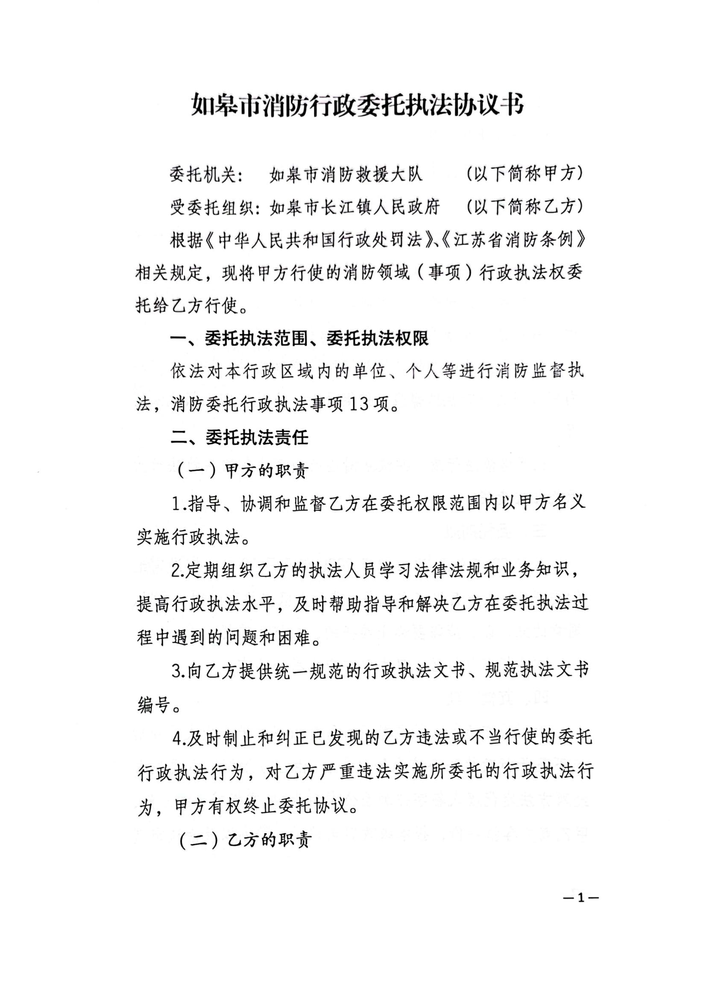 如皋市消防行政委托执法协议书
委托机关： 如皋市消防救援大队 （以下简称甲方）
受委托组织：如皋市长江镇人民政府 （以下简称乙方）
根据《中华人民共和国行政处罚法》、《江苏省消防条例》
相关规定，现将甲方行使的消防领域（事项）行政执法权委
托给乙方行使。
一、委托执法范围、委托执法权限
依法对本行政区域内的单位、个人等进行消防监督执
法，消防委托行政执法事项13项。
二、委托执法责任
（一）甲方的职责
1.指导、协调和监督乙方在委托权限范围内以甲方名义
实施行政执法。
2.定期组织乙方的执法人员学习法律法规和业务知识，
提高行政执法水平，及时帮助指导和解决乙方在委托执法过
程中遇到的问题和困难。
3.向乙方提供统一规范的行政执法文书、规范执法文书
编号。
4.及时制止和纠正已发现的乙方违法或不当行使的委托
行政执法行为，对乙方严重违法实施所委托的行政执法行
为，甲方有权终止委托协议。
（二）乙方的职责
—1—